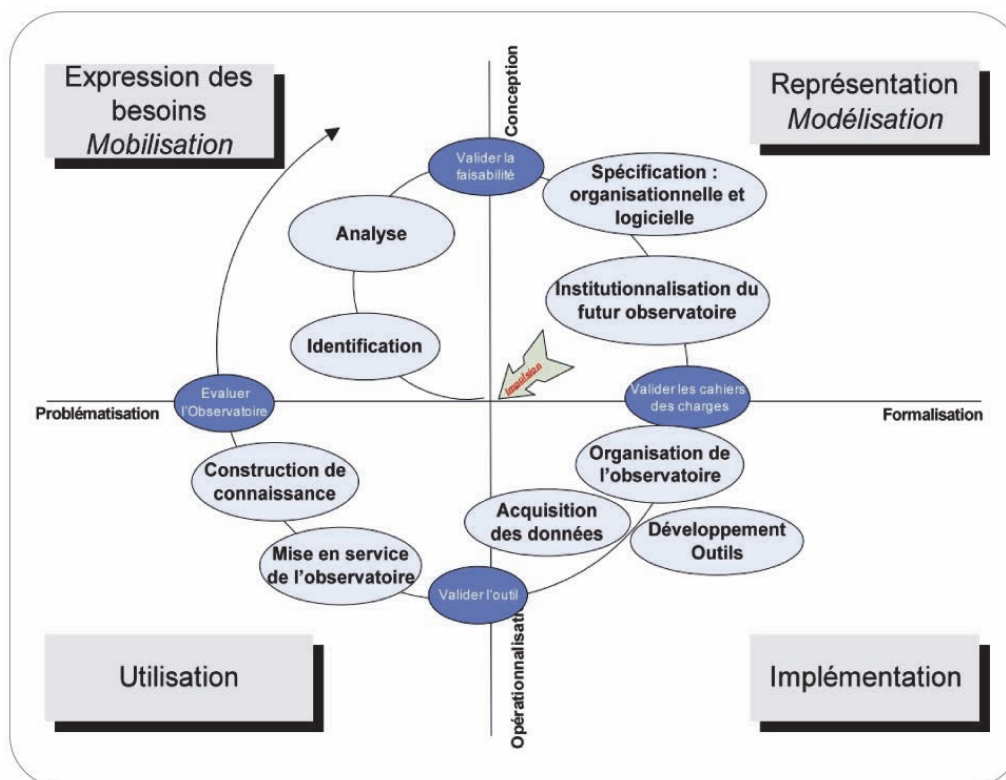 Expression des
besoins
Mobilisation
Conception
Représentation
Modélisation
Valider la
faisabilité
Spécification :
organisationnelle et
logicielle
Analyse
Institutionnalisation du
futur observatoire
Identification
Impulsion
Problématisation
Evaluer
l'Observatoire
Valider les cahiers
des charges
Formalisation
Construction de
connaissance
Organisation de
l'observatoire
Acquisition
des données
Développement
Outils
Mise en service
de l'observatoire
Valider l'outil
Opérationnalisati
Utilisation
Implémentation